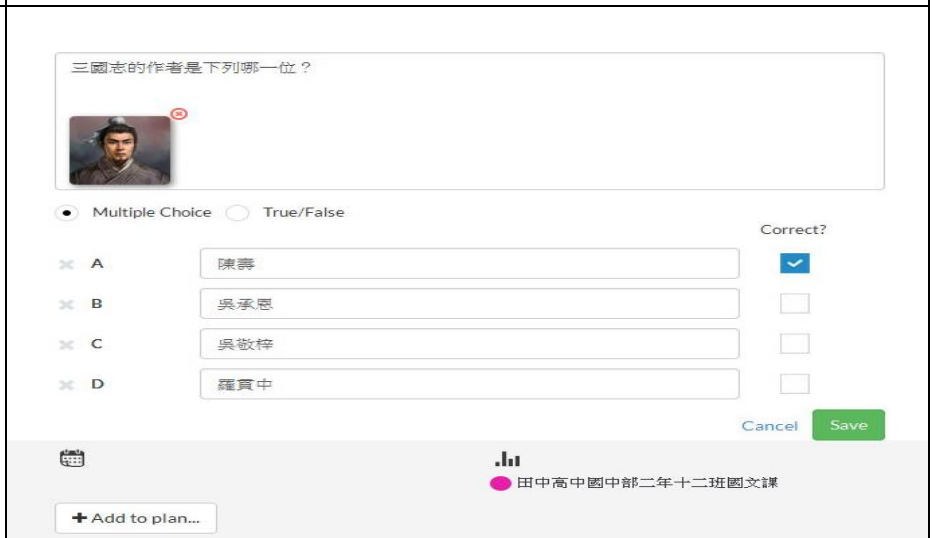 三國志的作者是下列哪一位？
Multiple Choice True/False
Correct?
A 陳壽
B 吳承恩
C 吳敬梓
D 羅貫中
Cancel Save
田中高中國中部二年十二班國文課
+ Add to plan...